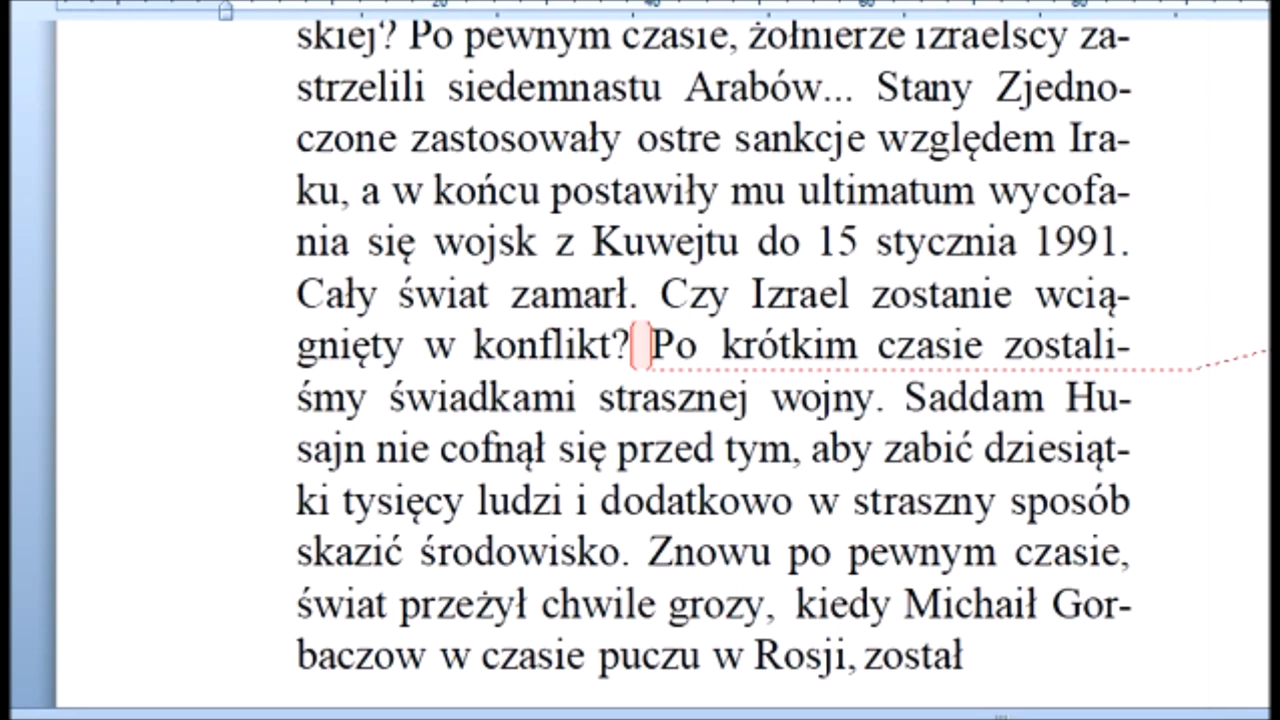 skiej? Po pewnym czasie, żołnierze izraelscy za-
strzelili siedemnastu Arabów... Stany Zjedno-
czone zastosowały ostre sankcje względem Ira-
ku, a w końcu postawiły mu ultimatum wycofa-
nia się wojsk z Kuwejtu do 15 stycznia 1991.
Cały świat zamarł. Czy Izrael zostanie wcią-
gnięty w konflikt? Po krótkim czasie zostali-
śmy świadkami strasznej wojny. Saddam Hu-
sajn nie cofnął się przed tym, aby zabić dziesiąt-
ki tysięcy ludzi i dodatkowo w straszny sposób
skazić środowisko. Znowu po pewnym czasie,
świat przeżył chwile grozy, kiedy Michaił Gor-
baczow w czasie puczu w Rosji, został